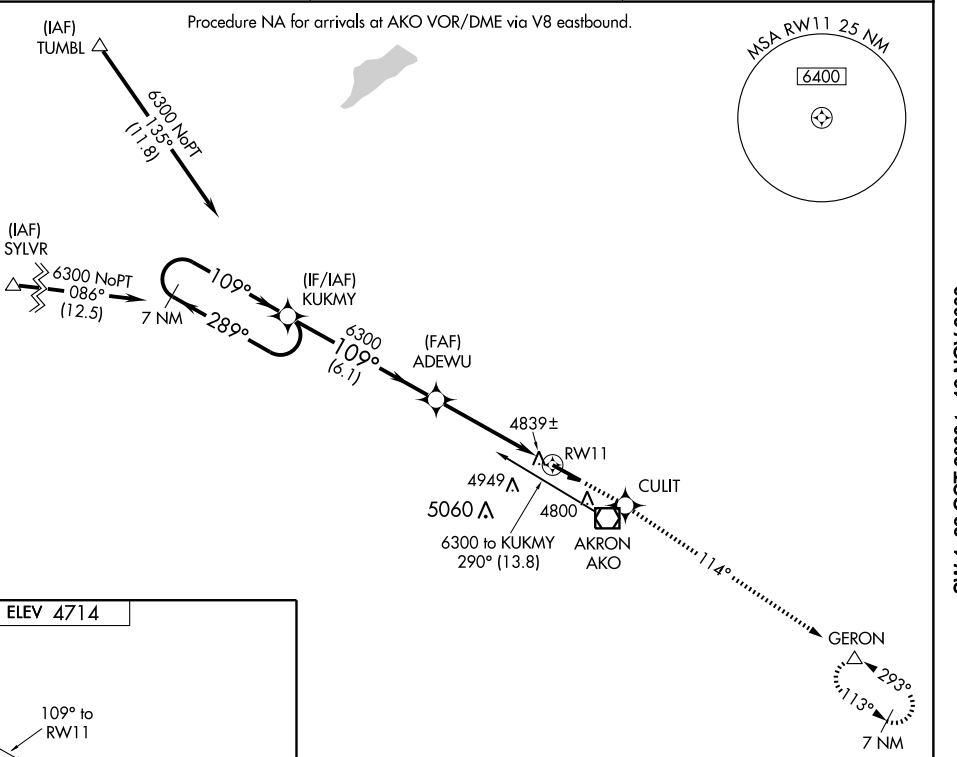 Procedure NA for arrivals at AKO VOR/DME via V8 eastbound.
(IAF)
TUMBL
MSA RW11 25 NM
6400
6300 NoPT
135°
(11.8)
(IAF)
SYLVR
6300 NoPT
086°
(12.5)
7 NM
109°
289°
(IF/IAF)
KUKMY
6300
109°
(6.1)
(FAF)
ADEWU
4839±
RW11
4949
5060
4800
CULIT
6300 to KUKMY
290° (13.8)
AKRON
AKO
114°
GERON
293°
113°
7 NM
ELEV 4714
109° to
RW11